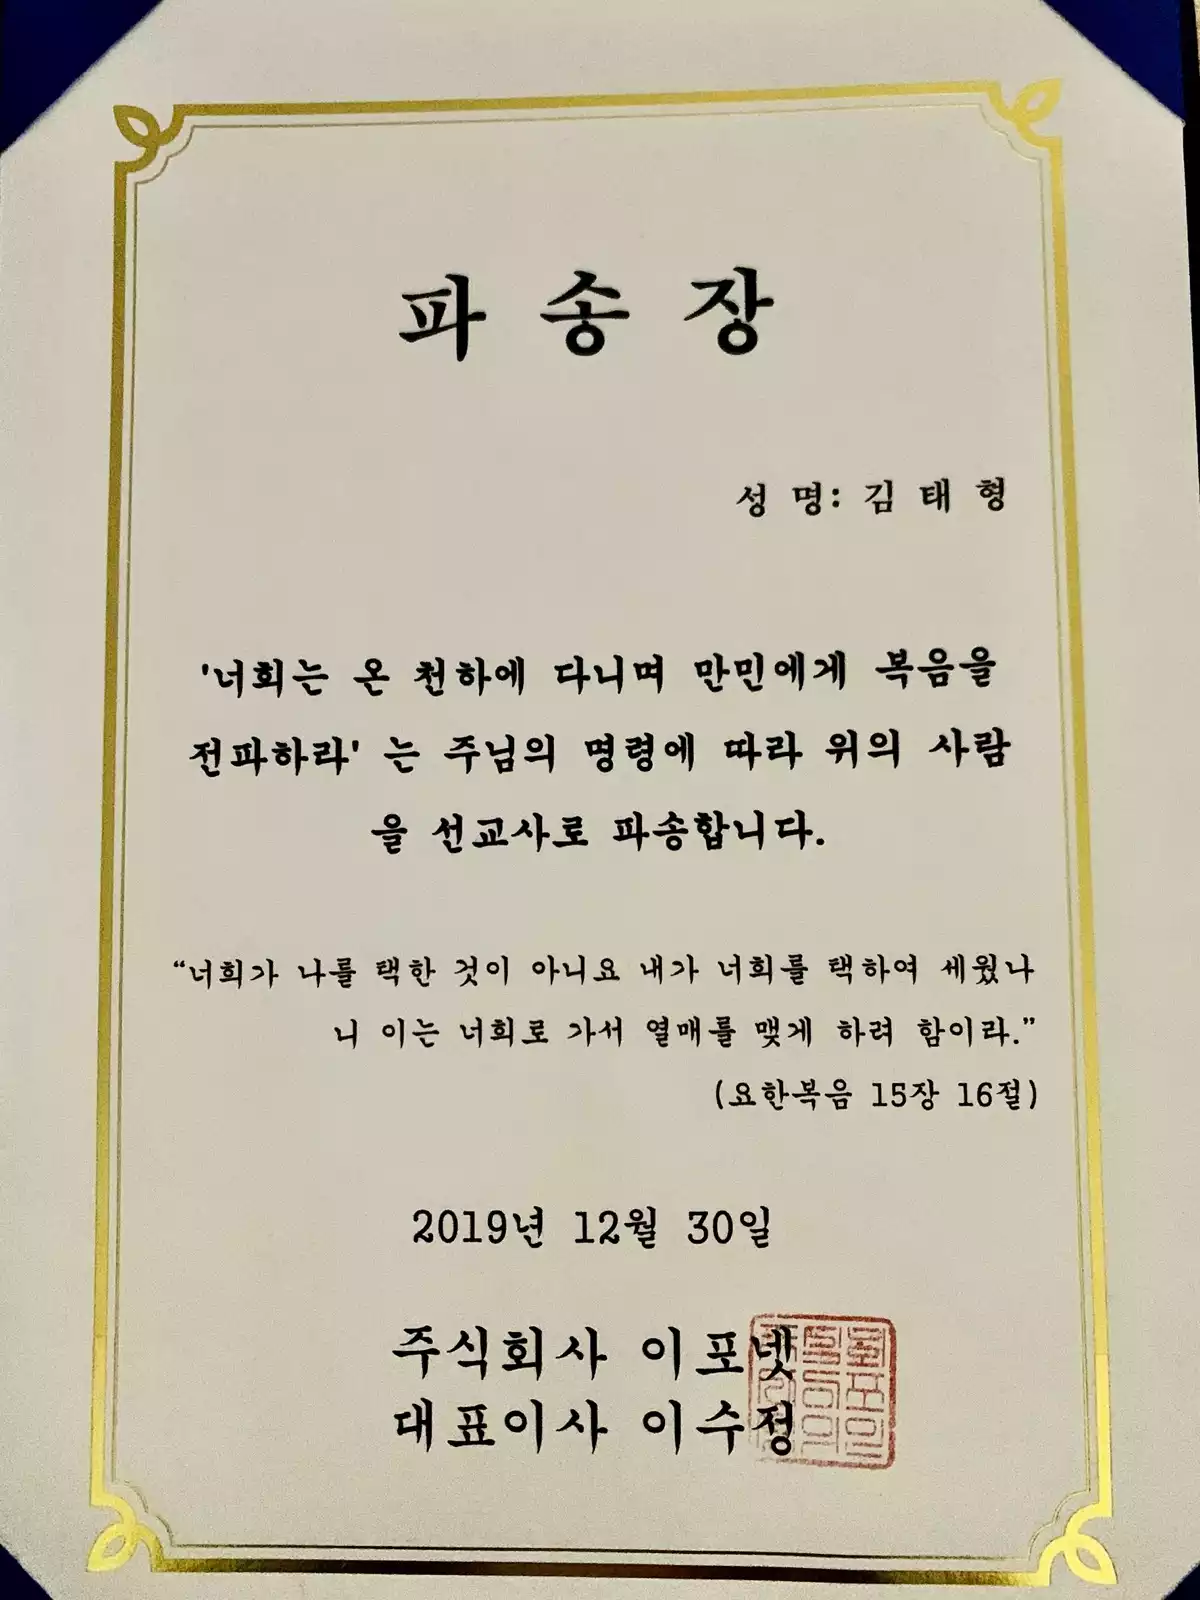 파 송 장
성 명: 김 태 형
'너희는 온 천하에 다니며 만민에게 복음을
전파하라' 는 주님의 명령에 따라 위의 사람
을 선교사로 파송합니다.
“너희가 나를 택한 것이 아니요 내가 너희를 택하여 세웠나
니 이는 너희로 가서 열매를 맺게 하려 함이라.”
(요한복음 15장 16절)
2019년 12월 30일
주식회사 이포넷
대표이사 이수정